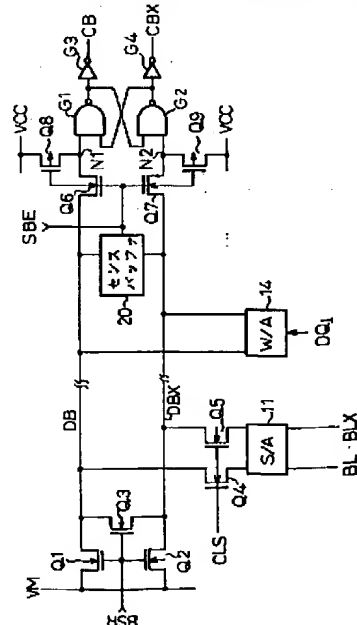 VCC
Q8
G1
G3
CB
N1
Q6
SBE
センス
バッファ
20
G4
CBX
G2
N2
Q7
Q9
VCC
DB
DBX
W/A
14
DQ1
VM
Q1
Q3
Q2
Q4
Q5
CLS
S/A
11
BL・BLX